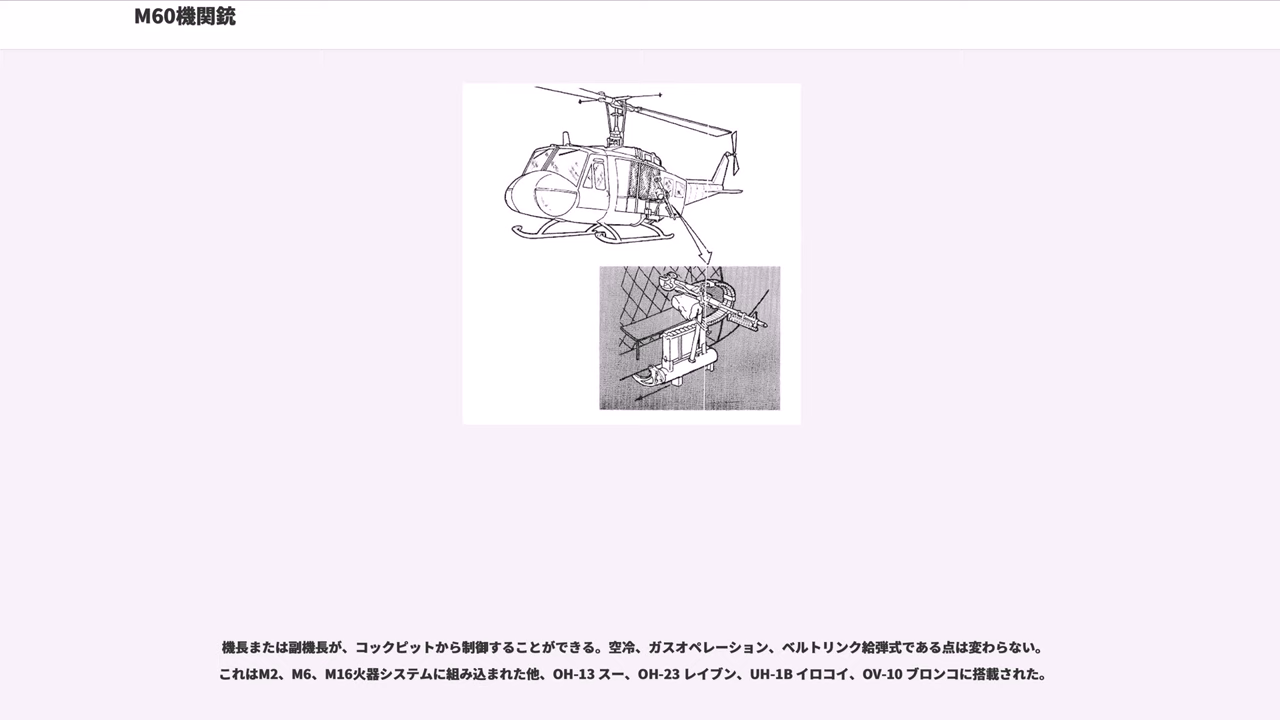 M60機関銃
機長または副機長が、コックピットから制御することができる。空冷、ガスオペレーション、ベルトリンク給弾式である点は変わらない。
これはM2、M6、M16火器システムに組み込まれた他、OH-13 スー、OH-23 レイブン、UH-1B イロコイ、OV-10 ブロンコに搭載された。